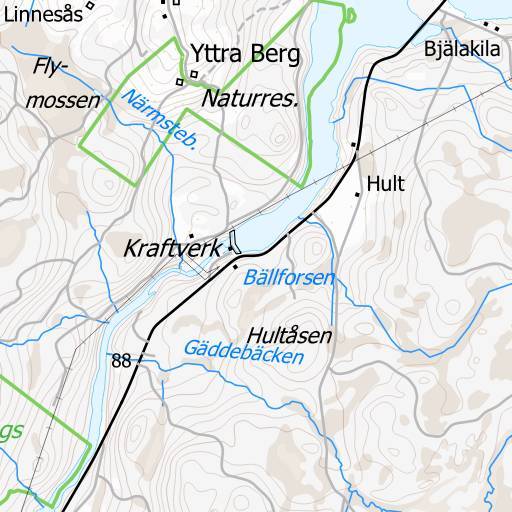 Linnesås
Bjälakila
Yttra Berg
Fly-
mossen
Naturres.
Närmsteb.
Hult
Kraftverk
Bällforsen
Hultåsen
Gäddebäcken
88
gs